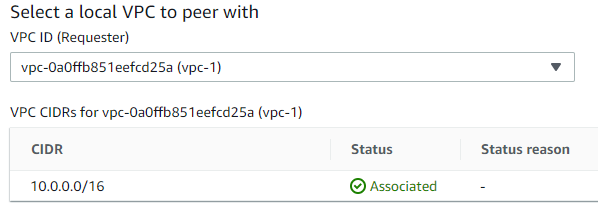 Select a local VPC to peer with
VPC ID (Requester)
vpc-0a0ffb851eefcd25a (vpc-1)
VPC CIDRs for vpc-0a0ffb851eefcd25a (vpc-1)
CIDR Status Status reason
10.0.0.0/16 Associated -